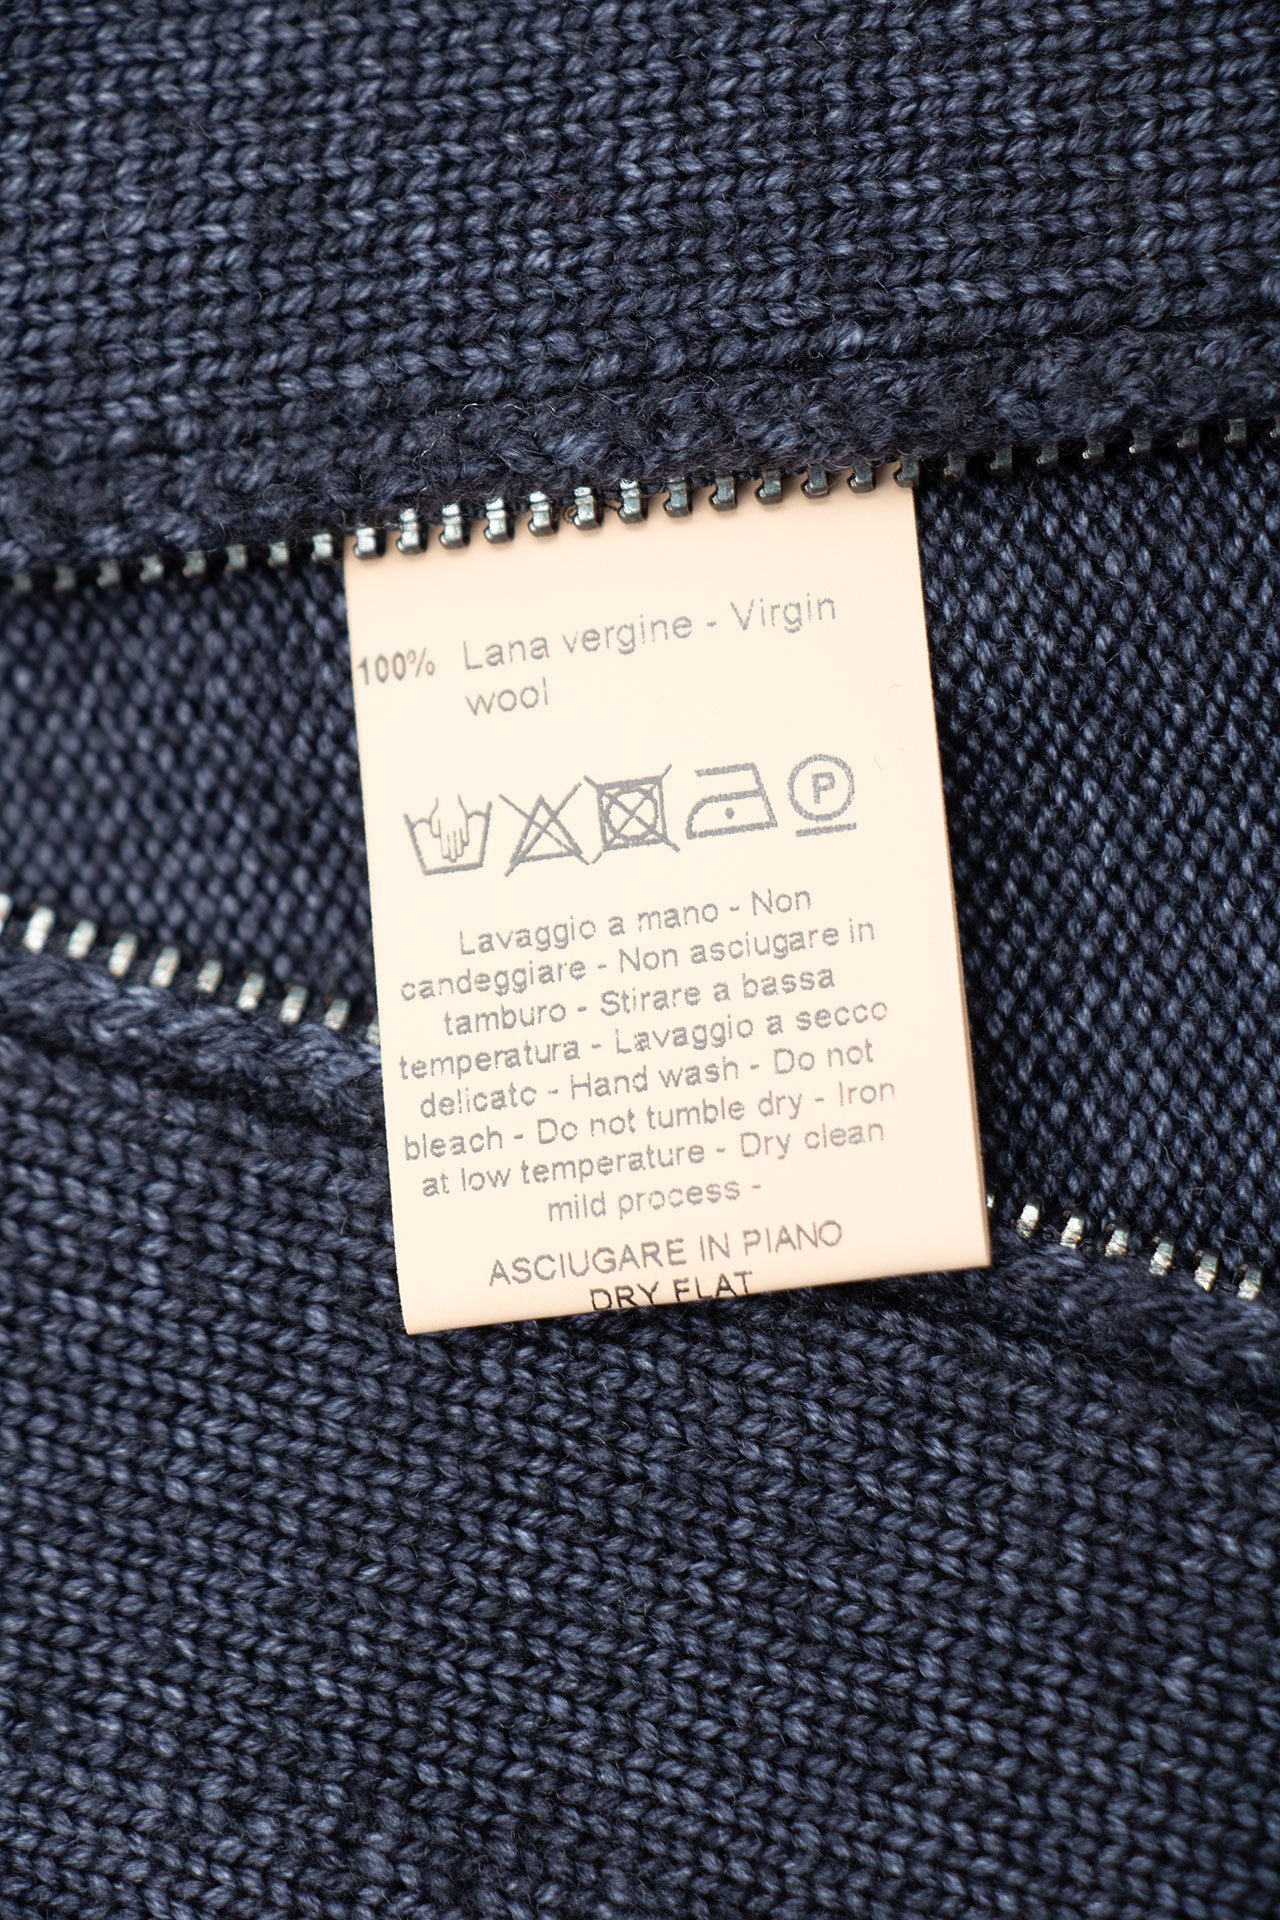 100% Lana vergine - Virgin
wool
P
Lavaggio a mano - Non
candeggiare - Non asciugare in
tamburo - Stirare a bassa
temperatura - Lavaggio a secco
delicato - Hand wash - Do not
bleach - Do not tumble dry - Iron
at low temperature - Dry clean
mild process -
ASCIUGARE IN PIANO
DRY FLAT